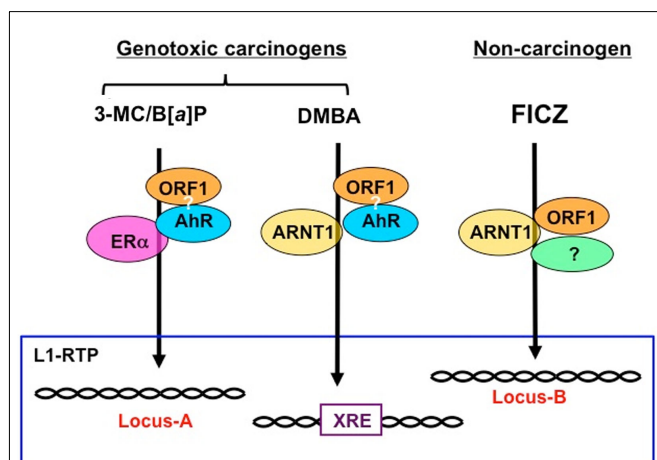 Genotoxic carcinogens
Non-carcinogen
3-MC/B[a]P
DMBA
FICZ
ORF1
?
AhR
ERα
ORF1
?
AhR
ARNT1
ORF1
ARNT1
?
L1-RTP
Locus-A
XRE
Locus-B